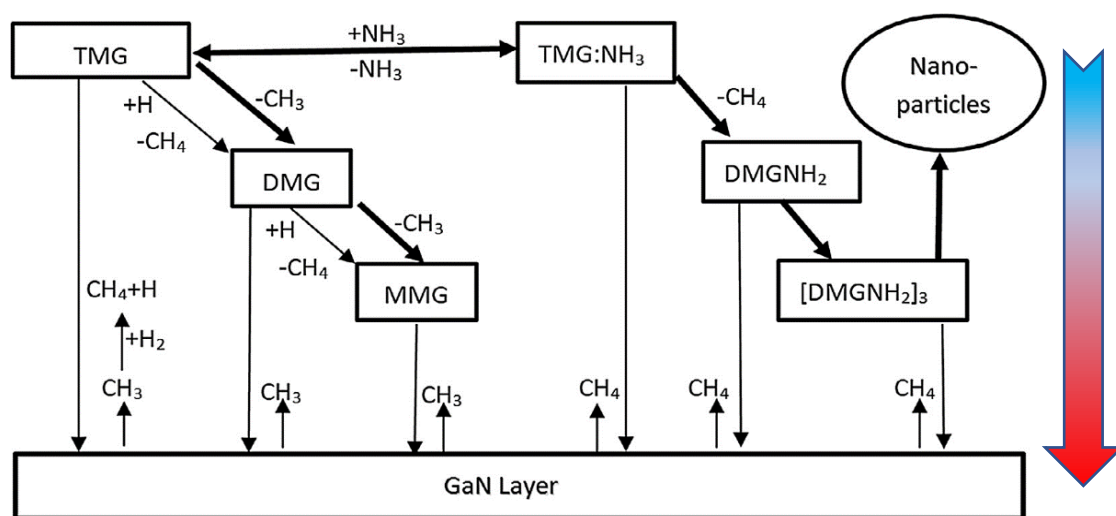 TMG
+NH₃
-NH₃
TMG:NH₃
Nano-
particles
+H
-CH₃
-CH₄
-CH₄
DMG
DMGNH₂
+H
-CH₃
-CH₄
MMG
[DMGNH₂]₃
CH₄+H
+H₂
CH₃
CH₃
CH₃
CH₄
CH₄
CH₄
GaN Layer